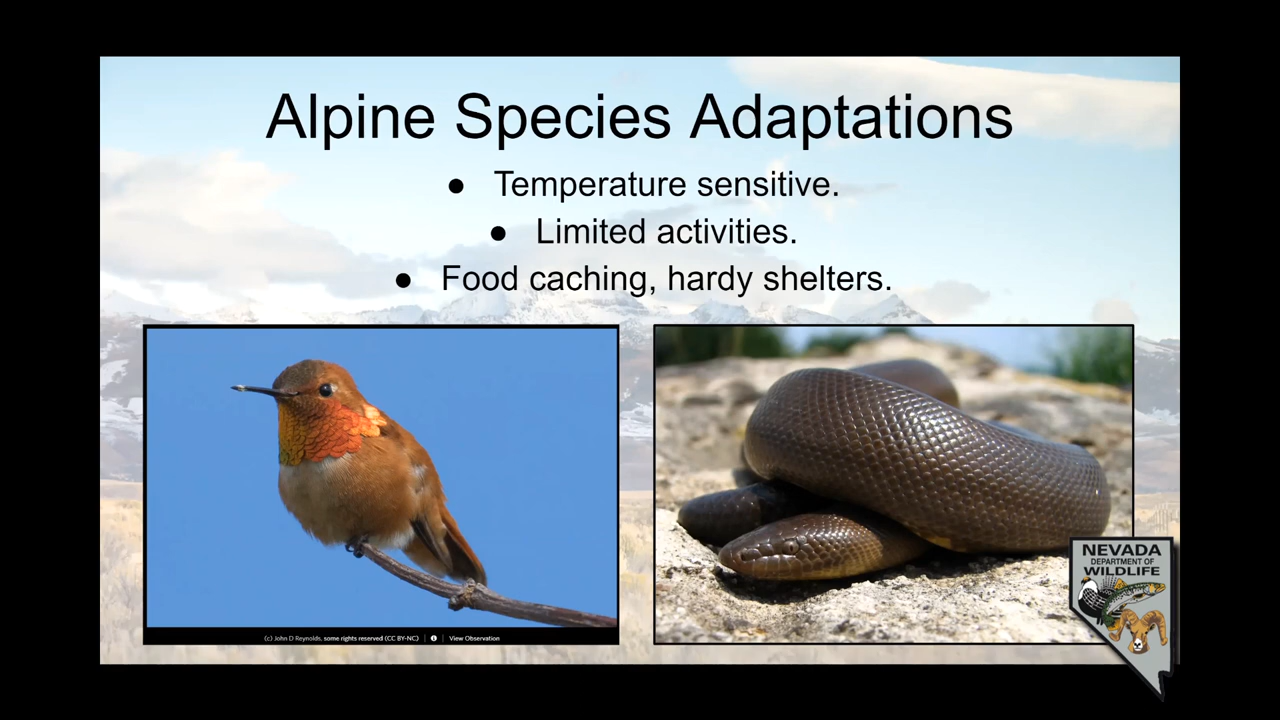 Alpine Species Adaptations
● Temperature sensitive.
● Limited activities.
● Food caching, hardy shelters.
(c) John D Reynolds, some rights reserved (CC BY-NC) | View Observation
NEVADA
DEPARTMENT OF
WILDLIFE